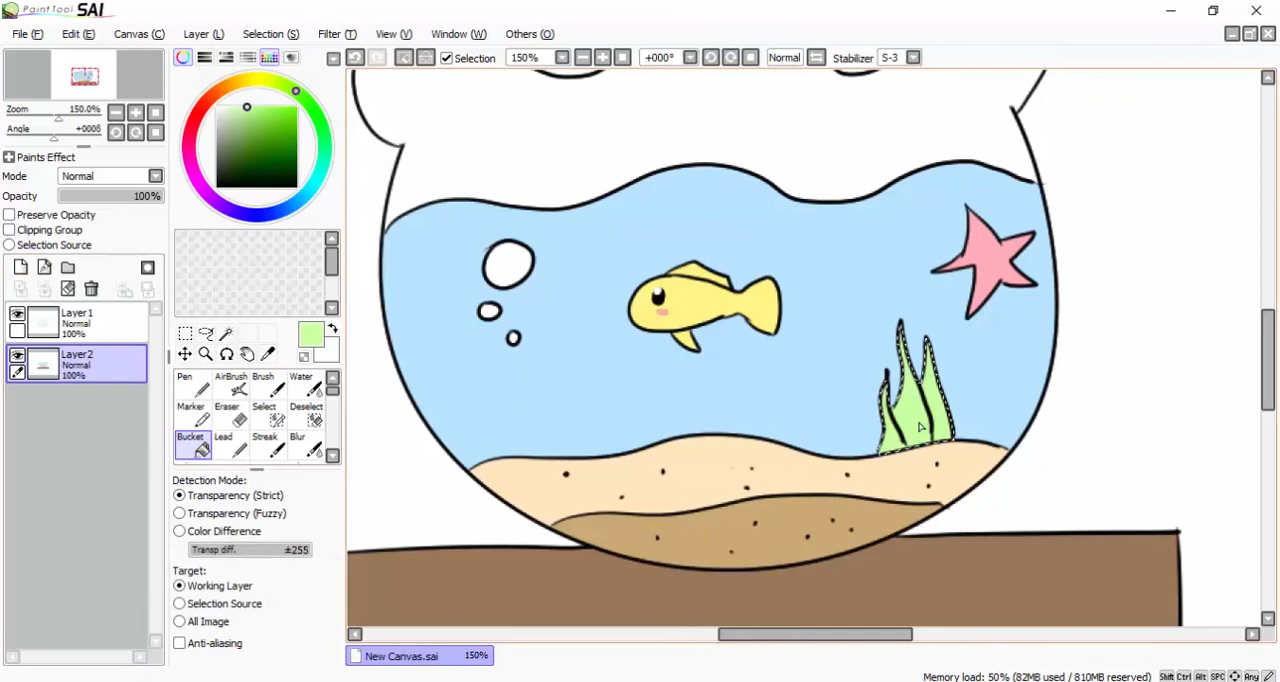 PaintTool SAI
File (F) Edit (E) Canvas (C) Layer (L) Selection (S) Filter (T) View (V) Window (W) Others (O)
Selection 150% +000° Normal Stabilizer S-3
Zoom 150.0%
Angle +000ß
Paints Effect
Mode Normal
Opacity 100%
Preserve Opacity
Clipping Group
Selection Source
Layer1
Normal
100%
Layer2
Normal
100%
Pen AirBrush Brush Water
Marker Eraser Select Deselect
Bucket Lead Streak Blur
Detection Mode:
Transparency (Strict)
Transparency (Fuzzy)
Color Difference
Transp diff. ±255
Target:
Working Layer
Selection Source
All Image
Anti-aliasing
New Canvas.sai 150%
Memory load: 50% (82MB used / 810MB reserved) Shift Ctrl Alt SPC Any